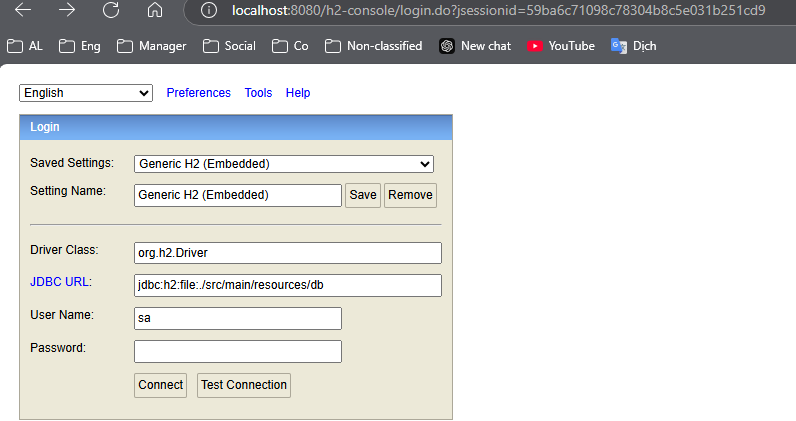 localhost:8080/h2-console/login.do?jsessionid=59ba6c71098c78304b8c5e031b251cd9
AL Eng Manager Social Co Non-classified New chat YouTube Dịch
English Preferences Tools Help
Login
Saved Settings: Generic H2 (Embedded)
Setting Name: Generic H2 (Embedded) Save Remove
Driver Class: org.h2.Driver
JDBC URL: jdbc:h2:file:./src/main/resources/db
User Name: sa
Password:
Connect Test Connection